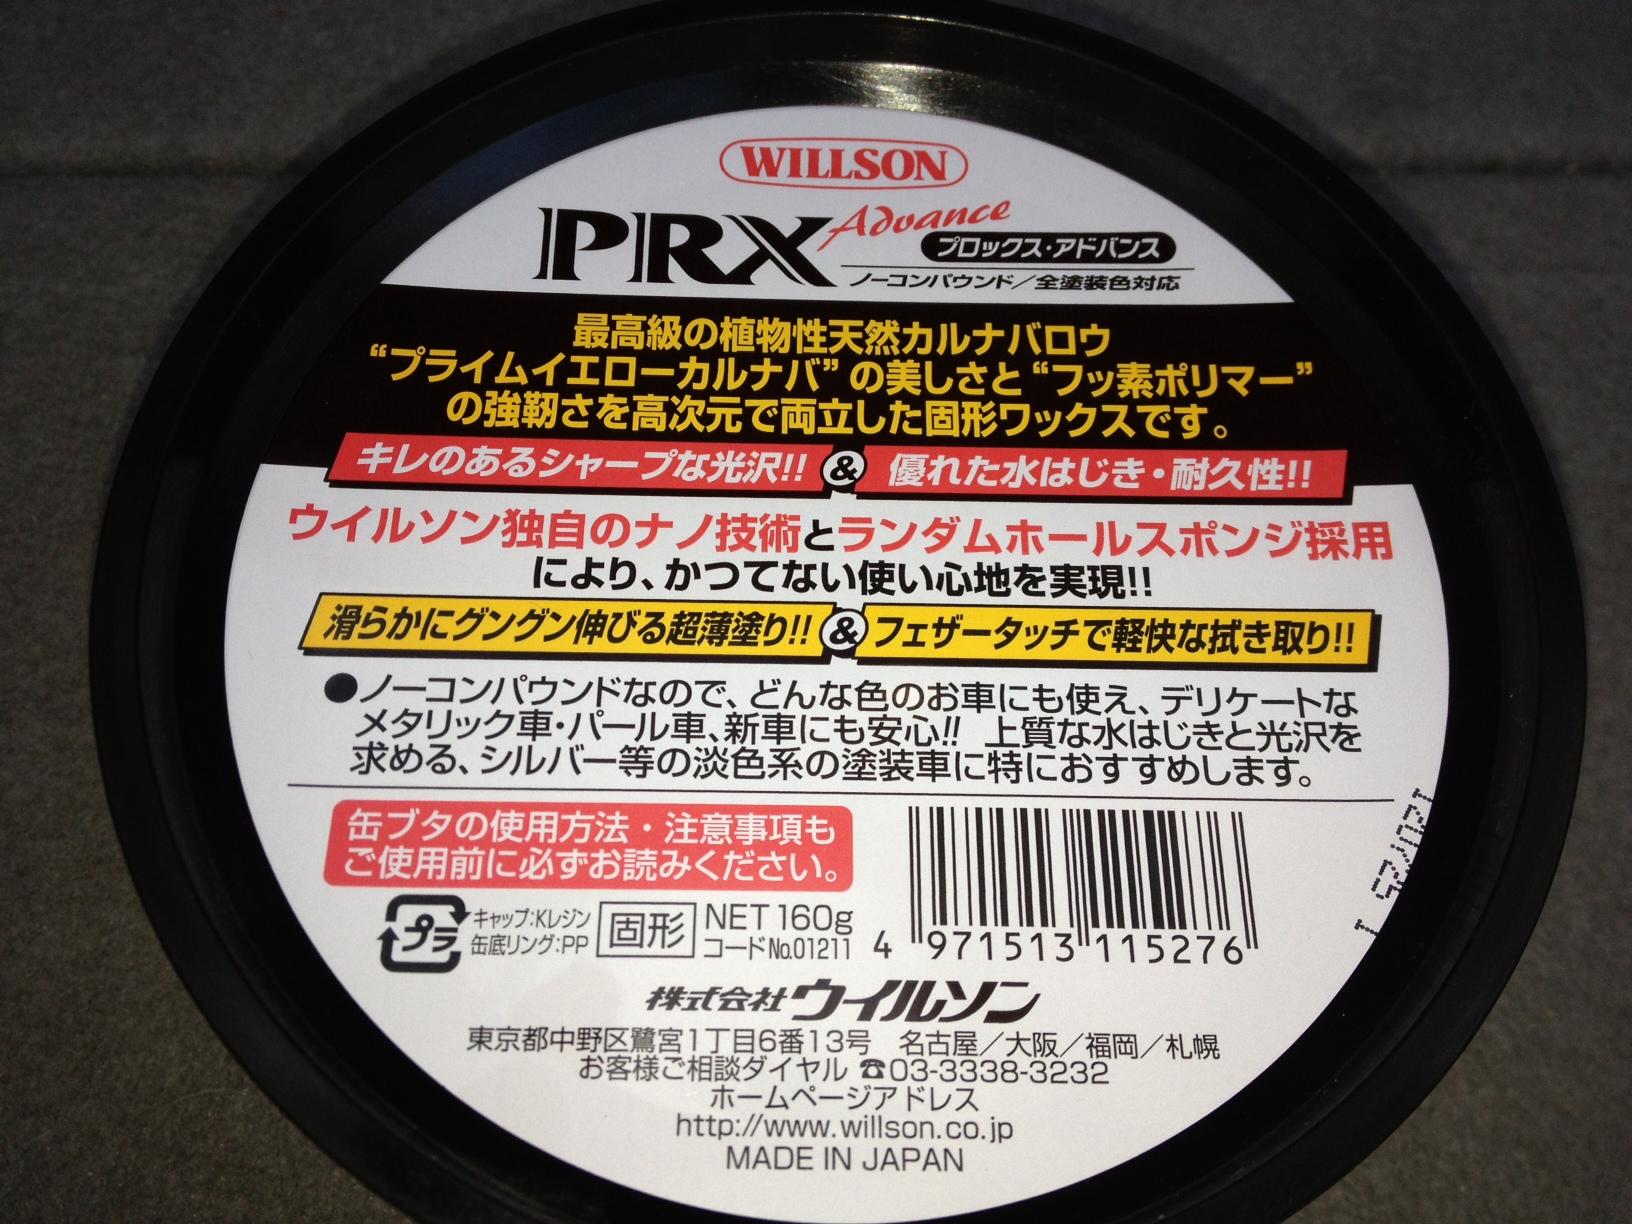 WILLSON
PRX Advance
プロックス・アドバンス
ノーコンパウンド／全塗装色対応
最高級の植物性天然カルナバロウ
“プライムイエローカルナバ”の美しさと“フッ素ポリマー”
の強靭さを高次元で両立した固形ワックスです。
キレのあるシャープな光沢!! & 優れた水はじき・耐久性!!
ウイルソン独自のナノ技術とランダムホールスポンジ採用
により、かつてない使い心地を実現!!
滑らかにグングン伸びる超薄塗り!! & フェザータッチで軽快な拭き取り!!
●ノーコンパウンドなので、どんな色のお車にも使え、デリケートな
メタリック車・パール車、新車にも安心!! 上質な水はじきと光沢を
求める、シルバー等の淡色系の塗装車に特におすすめします。
缶ブタの使用方法・注意事項も
ご使用前に必ずお読みください。
プラ
キャップ:Kレジン
缶底リング:PP
固形
NET 160g
コードNo.01211
4 971513 115276
株式会社ウイルソン
東京都中野区鷺宮1丁目6番13号 名古屋／大阪／福岡／札幌
お客様ご相談ダイヤル ☎03-3338-3232
ホームページアドレス
http://www.willson.co.jp
MADE IN JAPAN